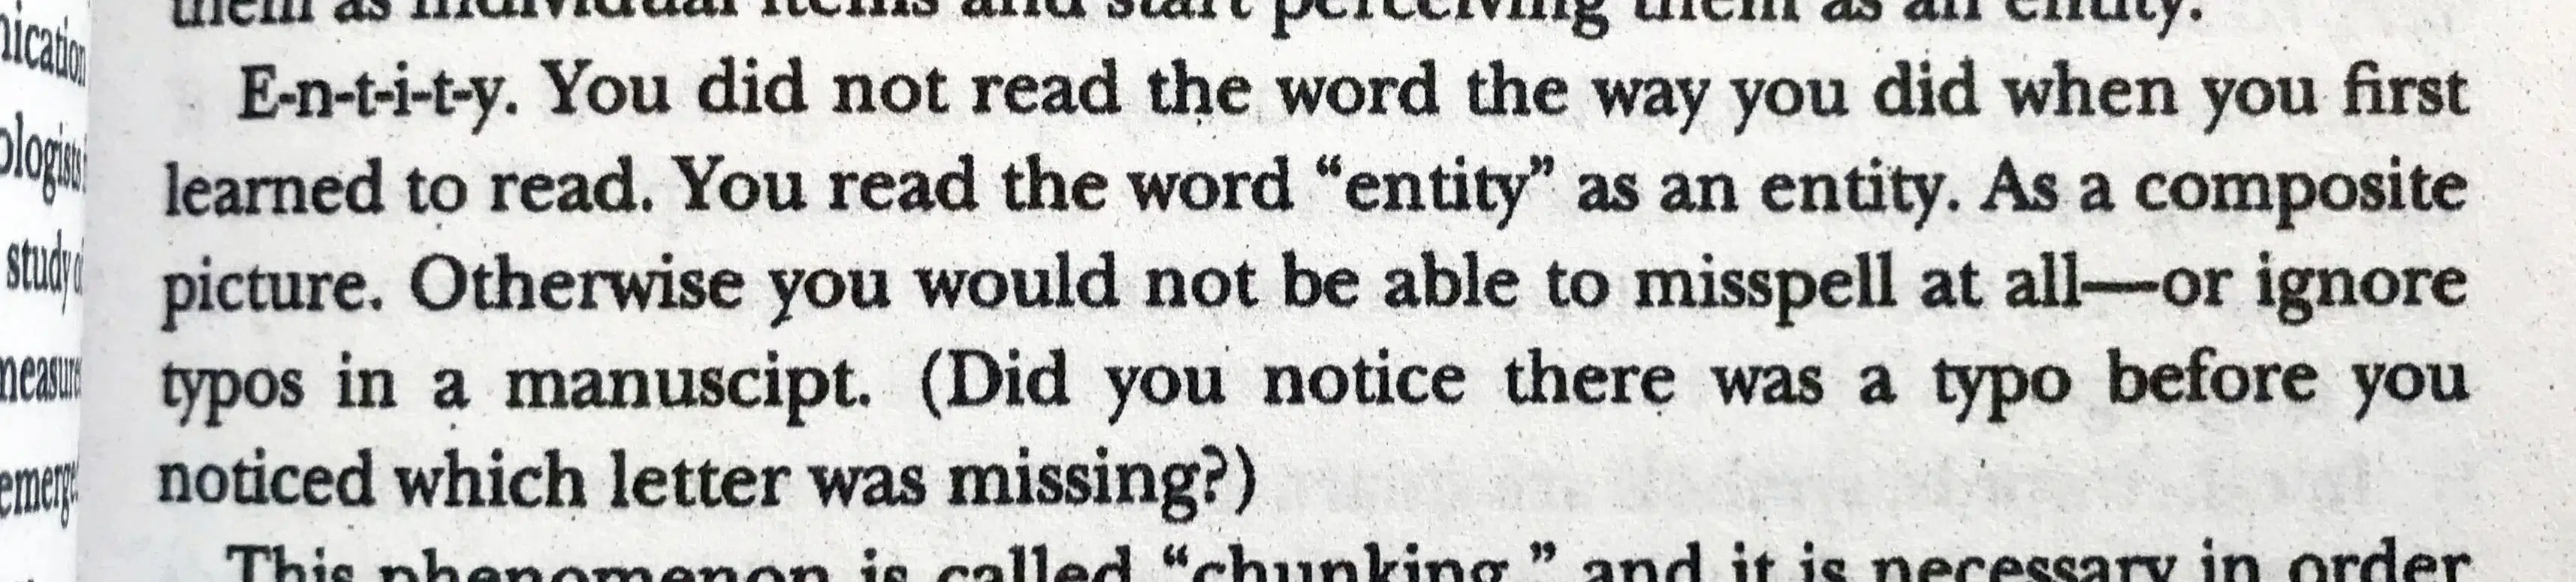 them as individual items and start perceiving them as an entity.
E-n-t-i-t-y. You did not read the word the way you did when you first
learned to read. You read the word “entity” as an entity. As a composite
picture. Otherwise you would not be able to misspell at all—or ignore
typos in a manuscipt. (Did you notice there was a typo before you
noticed which letter was missing?)
This phenomenon is called “chunking,” and it is necessary in order
nication
ologists
study
measure
emerge